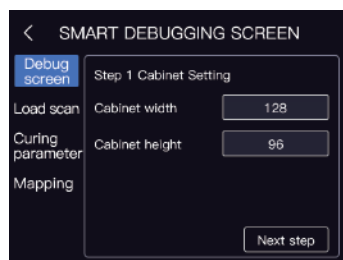 < SMART DEBUGGING SCREEN
Debug
screen
Step 1 Cabinet Setting
Load scan
Cabinet width 128
Curing
parameter
Cabinet height 96
Mapping
Next step